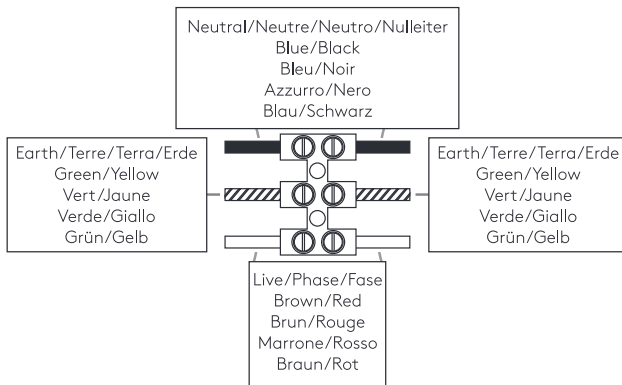 Neutral/Neutre/Neutro/Nulleiter
Blue/Black
Bleu/Noir
Azzurro/Nero
Blau/Schwarz
Earth/Terre/Terra/Erde
Green/Yellow
Vert/Jaune
Verde/Giallo
Grün/Gelb
Earth/Terre/Terra/Erde
Green/Yellow
Vert/Jaune
Verde/Giallo
Grün/Gelb
Live/Phase/Fase
Brown/Red
Brun/Rouge
Marrone/Rosso
Braun/Rot